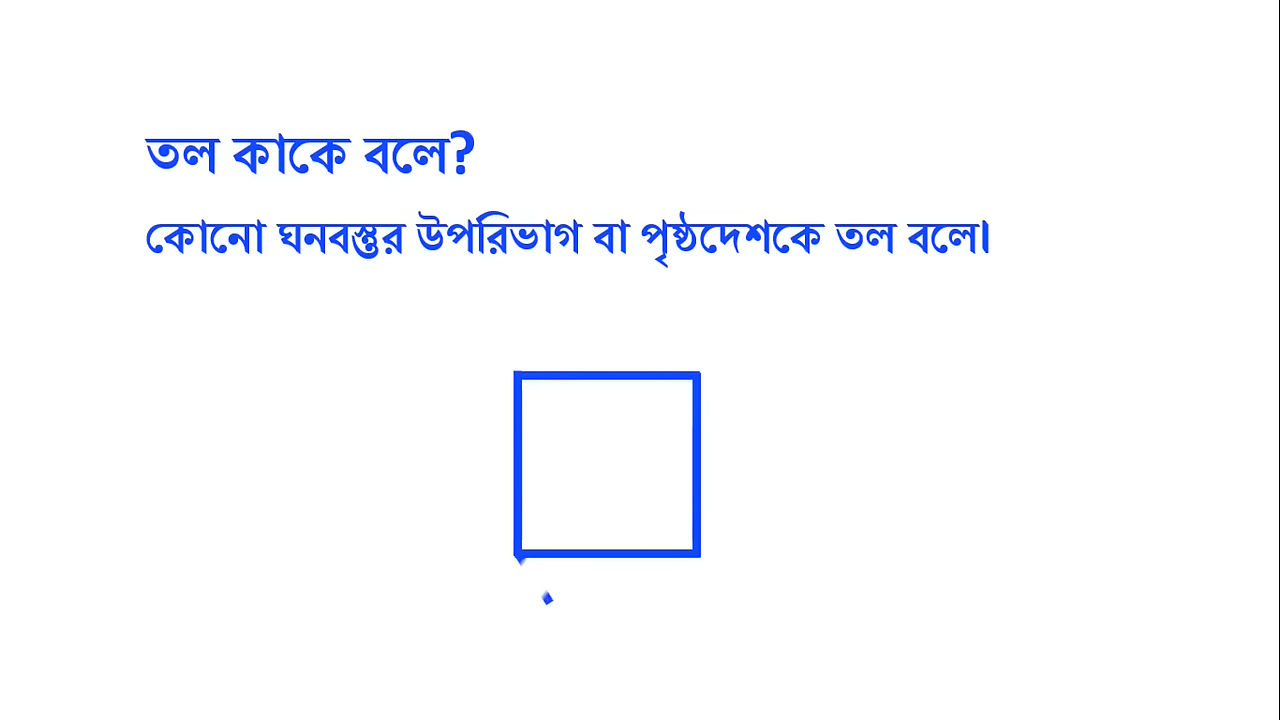 তল কাকে বলে?
কোনো ঘনবস্তুর উপরিভাগ বা পৃষ্ঠদেশকে তল বলে।